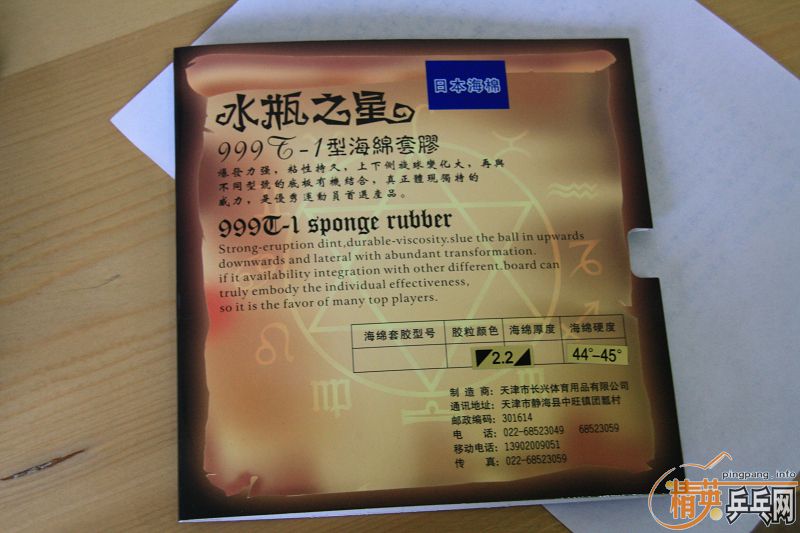 日本海棉
水瓶之星
999T-1型海綿套膠
爆發力强,粘性持久,上下側旋球變化大,再與
不同型號的底板有機結合,真正體現獨特的
威力,是優秀運動員首選産品。
999T-1 sponge rubber
Strong-eruption dint,durable-viscosity.slue the ball in upwards
downwards and lateral with abundant transformation.
if it availability integration with other different.board can
truly embody the individual effectiveness,
so it is the favor of many top players.
海绵套胶型号 胶粒颜色 海绵厚度 海绵硬度
2.2 44°-45°
制 造 商：天津市长兴体育用品有限公司
通讯地址：天津市静海县中旺镇团瓢村
邮政编码：301614
电 话：022-68523049 68523059
移动电话：13902009051
传 真：022-68523059
pingpang.info
精英乒乓网